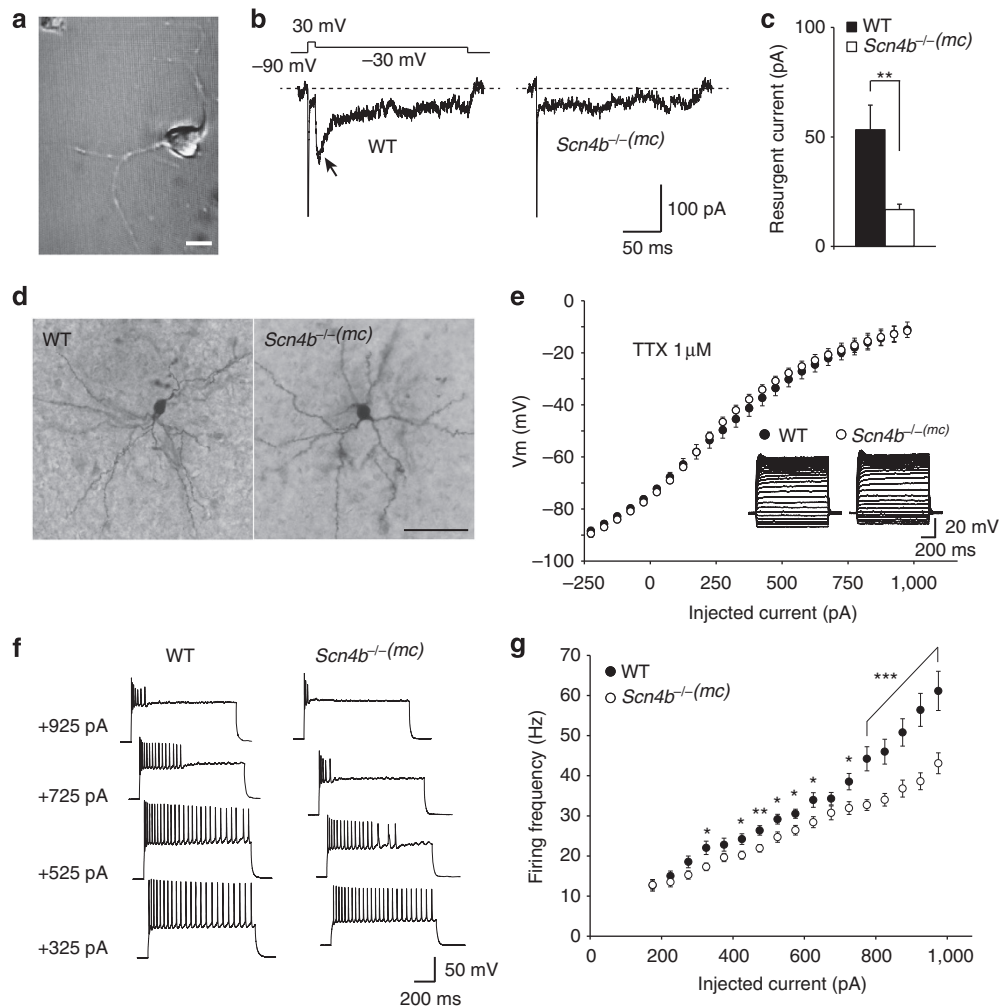 a
b
30 mV
–90 mV
–30 mV
WT
Scn4b–/–(mc)
100 pA
50 ms
c
WT
Scn4b–/–(mc)
Resurgent current (pA)
100
50
0
**
d
WT
Scn4b–/–(mc)
e
Vm (mV)
0
–20
–40
–60
–80
–100
TTX 1 μM
WT
Scn4b–/–(mc)
20 mV
200 ms
–250
0
250
500
750
1,000
Injected current (pA)
f
WT
Scn4b–/–(mc)
+925 pA
+725 pA
+525 pA
+325 pA
50 mV
200 ms
g
WT
Scn4b–/–(mc)
Firing frequency (Hz)
70
60
50
40
30
20
10
0
*
*
**
*
*
*
*
***
0
200
400
600
800
1,000
Injected current (pA)